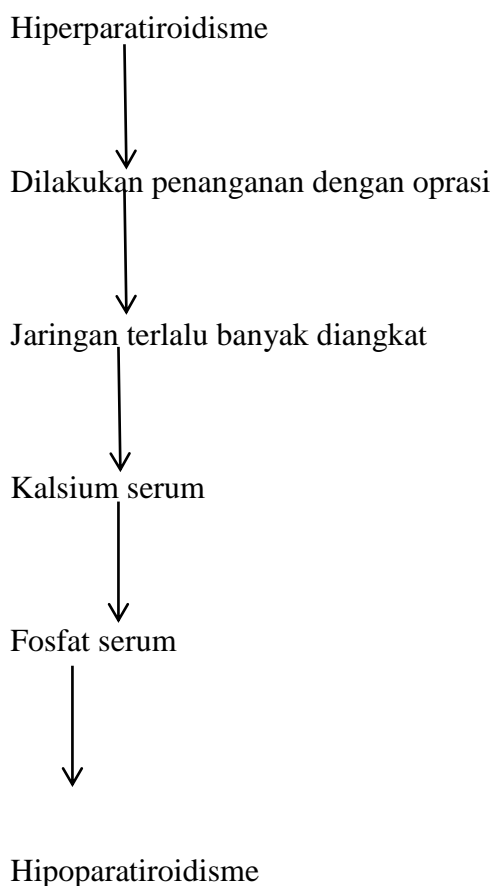 Hiperparatiroidisme
Dilakukan penanganan dengan oprasi
Jaringan terlalu banyak diangkat
Kalsium serum
Fosfat serum
Hipoparatiroidisme